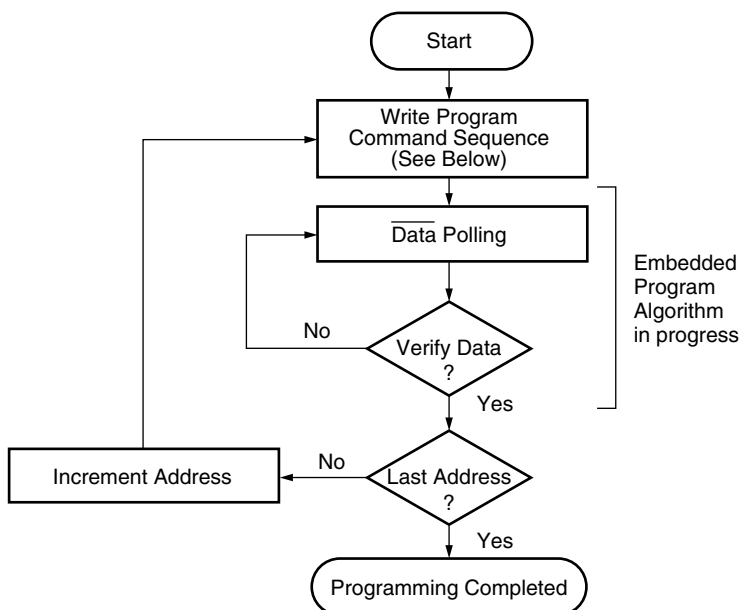 Start
Write Program
Command Sequence
(See Below)
Data Polling
Embedded
Program
Algorithm
in progress
No
Verify Data
?
Yes
Increment Address
No
Last Address
?
Yes
Programming Completed